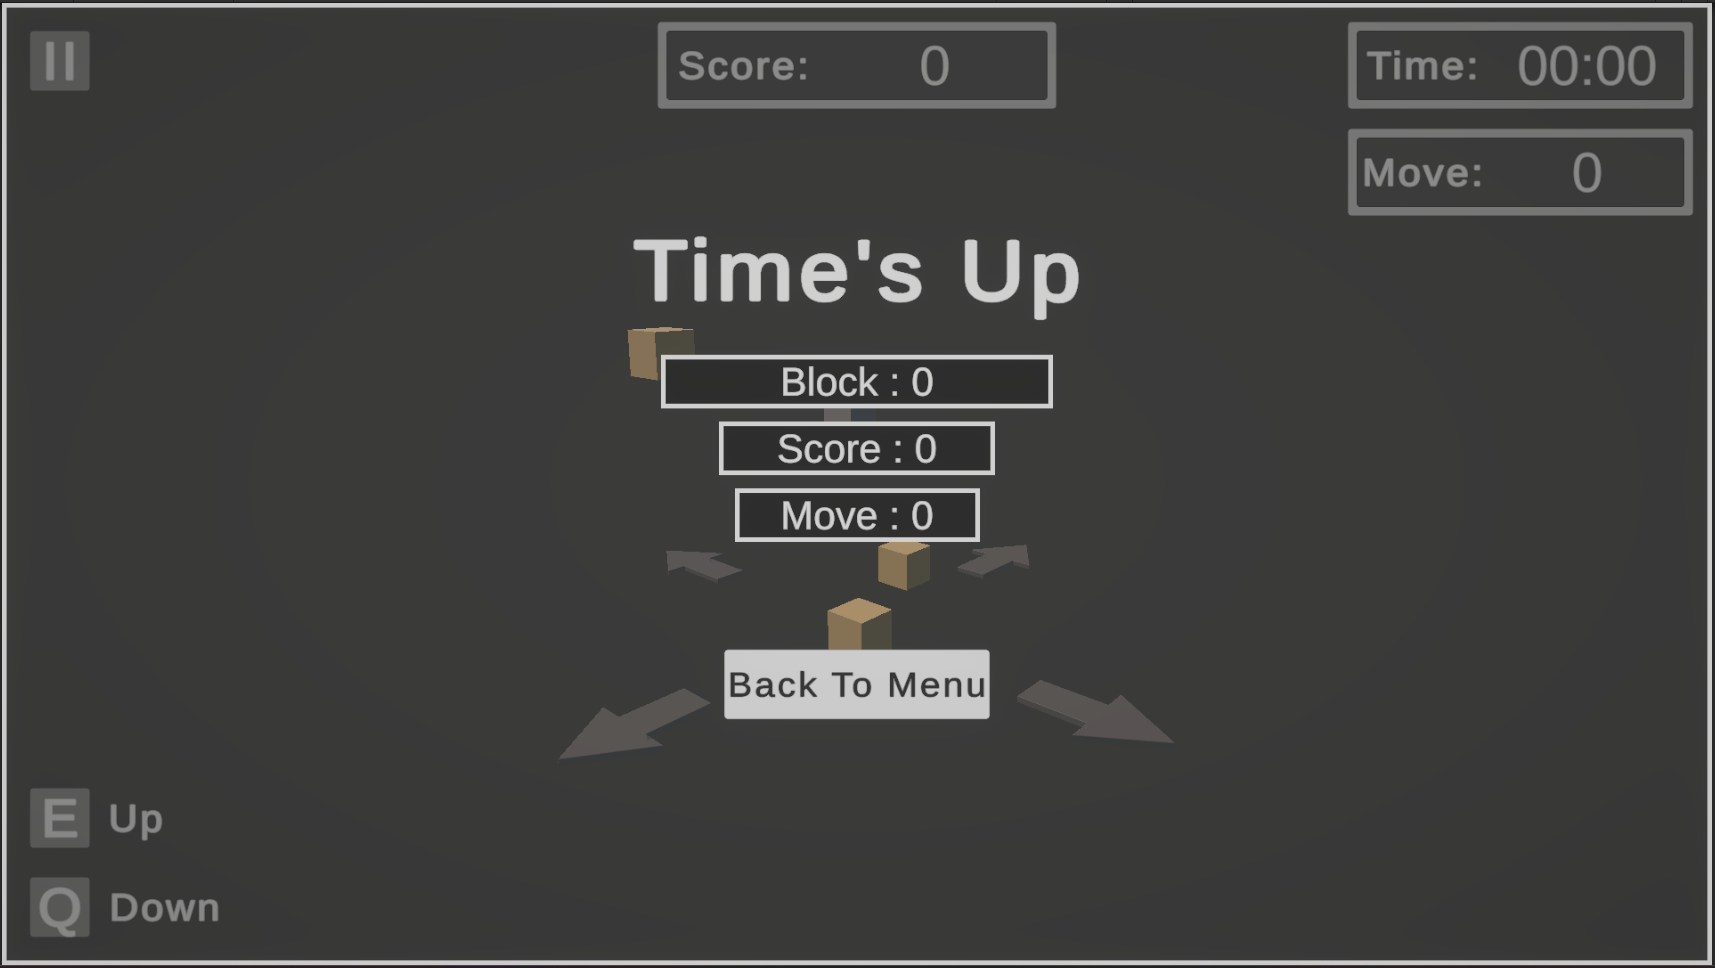 Score: 0
Time: 00:00
Move: 0
Time's Up
Block : 0
Score : 0
Move : 0
Back To Menu
E Up
Q Down